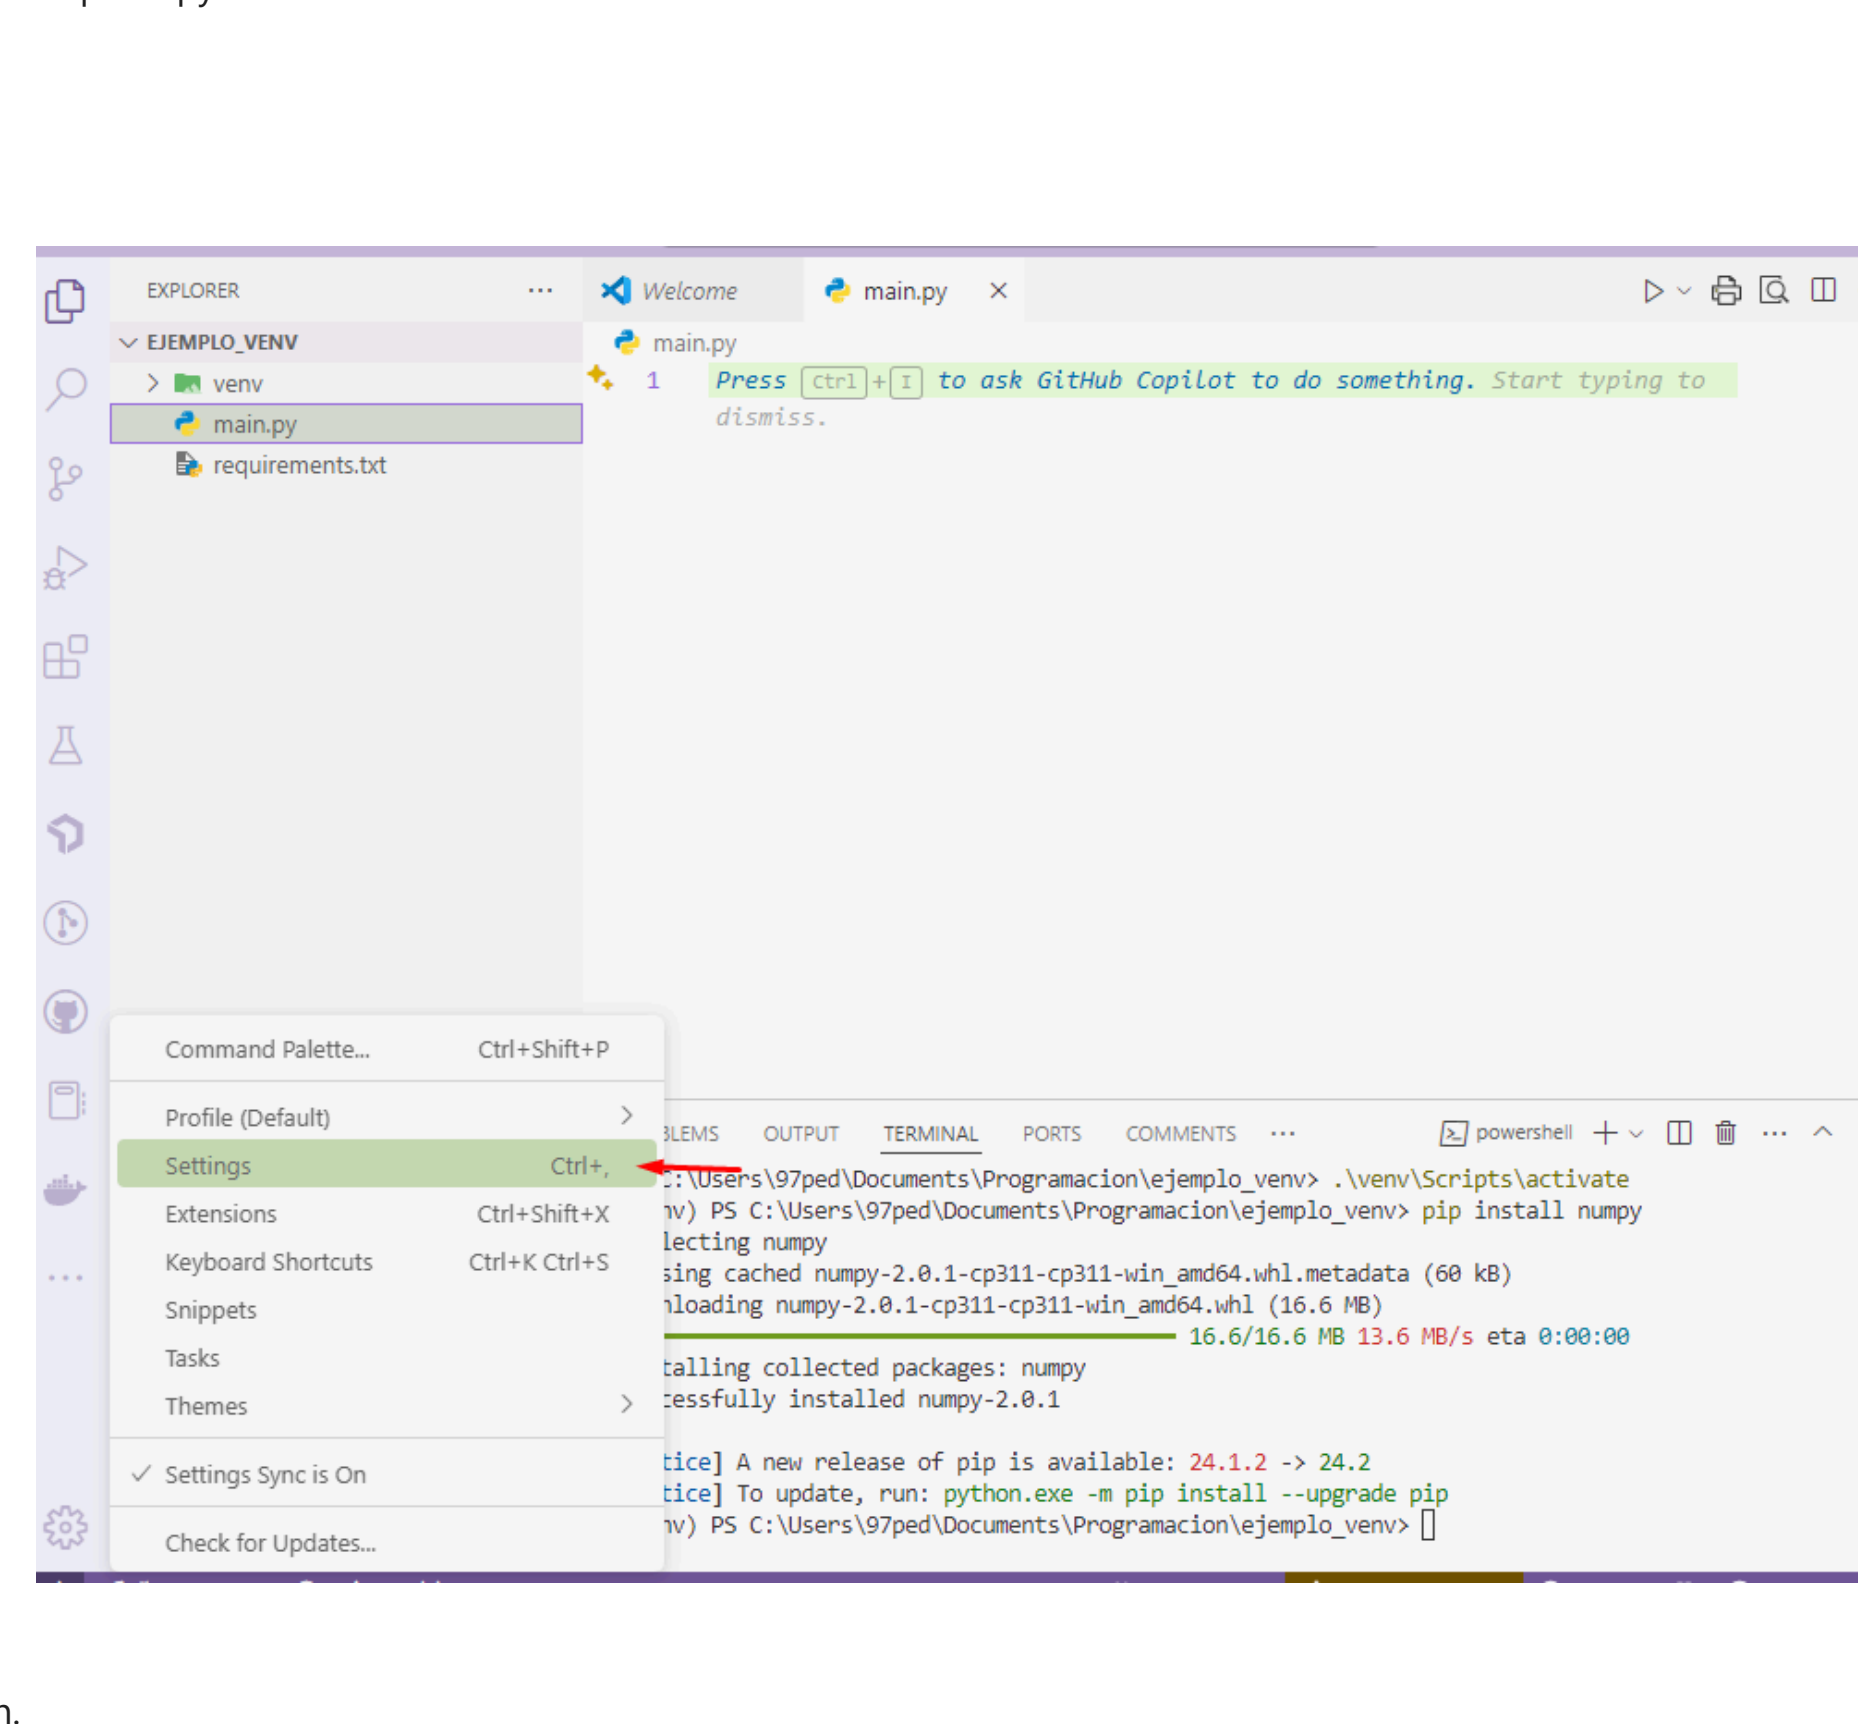 EXPLORER
Welcome
main.py
EJEMPLO_VENV
main.py
venv
1
Press Ctrl + I to ask GitHub Copilot to do something. Start typing to
dismiss.
main.py
requirements.txt
Command Palette... Ctrl+Shift+P
Profile (Default)
Settings Ctrl+,
Extensions Ctrl+Shift+X
Keyboard Shortcuts Ctrl+K Ctrl+S
Snippets
Tasks
Themes
Settings Sync is On
Check for Updates...
BLEMS OUTPUT TERMINAL PORTS COMMENTS powershell
C:\Users\97ped\Documents\Programacion\ejemplo_venv> .\venv\Scripts\activate
nv) PS C:\Users\97ped\Documents\Programacion\ejemplo_venv> pip install numpy
lecting numpy
sing cached numpy-2.0.1-cp311-cp311-win_amd64.whl.metadata (60 kB)
nloading numpy-2.0.1-cp311-cp311-win_amd64.whl (16.6 MB)
16.6/16.6 MB 13.6 MB/s eta 0:00:00
talling collected packages: numpy
cessfully installed numpy-2.0.1
tice] A new release of pip is available: 24.1.2 -> 24.2
tice] To update, run: python.exe -m pip install --upgrade pip
nv) PS C:\Users\97ped\Documents\Programacion\ejemplo_venv>
n.